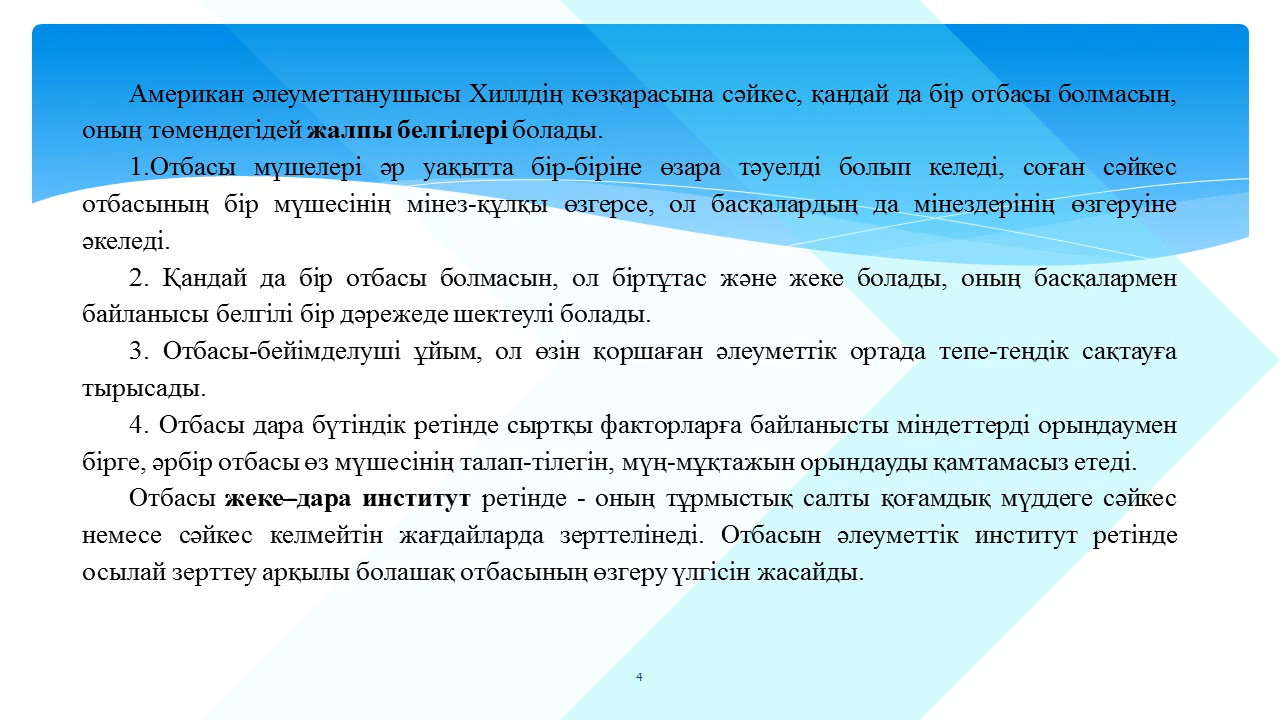 Американ әлеуметтанушысы Хиллдің көзқарасына сәйкес, қандай да бір отбасы болмасын,
оның төмендегідей жалпы белгілері болады.
1.Отбасы мүшелері әр уақытта бір-біріне өзара тәуелді болып келеді, соған сәйкес
отбасының бір мүшесінің мінез-құлқы өзгерсе, ол басқалардың да мінездерінің өзгеруіне
әкеледі.
2. Қандай да бір отбасы болмасын, ол біртұтас және жеке болады, оның басқалармен
байланысы белгілі бір дәрежеде шектеулі болады.
3. Отбасы-бейімделуші ұйым, ол өзін қоршаған әлеуметтік ортада тепе-теңдік сақтауға
тырысады.
4. Отбасы дара бүтіндік ретінде сыртқы факторларға байланысты міндеттерді орындаумен
бірге, әрбір отбасы өз мүшесінің талап-тілегін, мүң-мұқтажын орындауды қамтамасыз етеді.
Отбасы жеке–дара институт ретінде - оның тұрмыстық салты қоғамдық мүддеге сәйкес
немесе сәйкес келмейтін жағдайларда зерттелінеді. Отбасын әлеуметтік институт ретінде
осылай зерттеу арқылы болашақ отбасының өзгеру үлгісін жасайды.
4